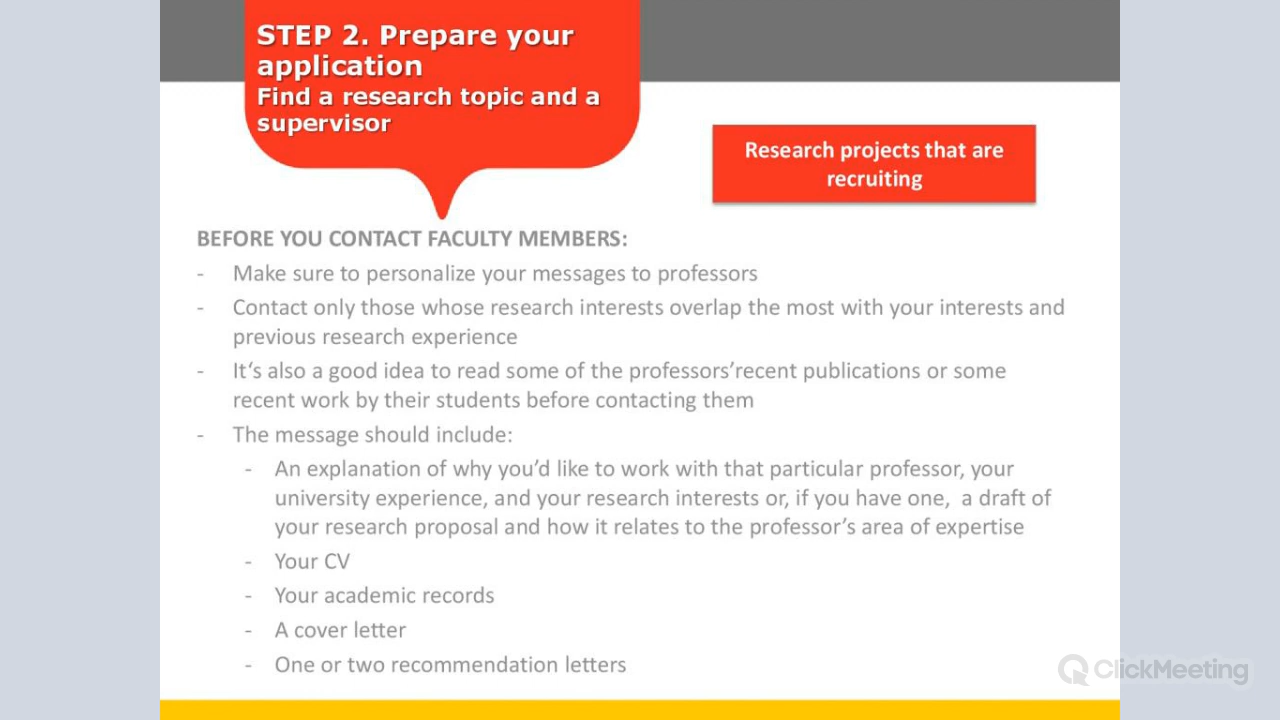 STEP 2. Prepare your
application
Find a research topic and a
supervisor
Research projects that are
recruiting
BEFORE YOU CONTACT FACULTY MEMBERS:
- Make sure to personalize your messages to professors
- Contact only those whose research interests overlap the most with your interests and
previous research experience
- It‘s also a good idea to read some of the professors’recent publications or some
recent work by their students before contacting them
- The message should include:
- An explanation of why you’d like to work with that particular professor, your
university experience, and your research interests or, if you have one, a draft of
your research proposal and how it relates to the professor’s area of expertise
- Your CV
- Your academic records
- A cover letter
- One or two recommendation letters
ClickMeeting